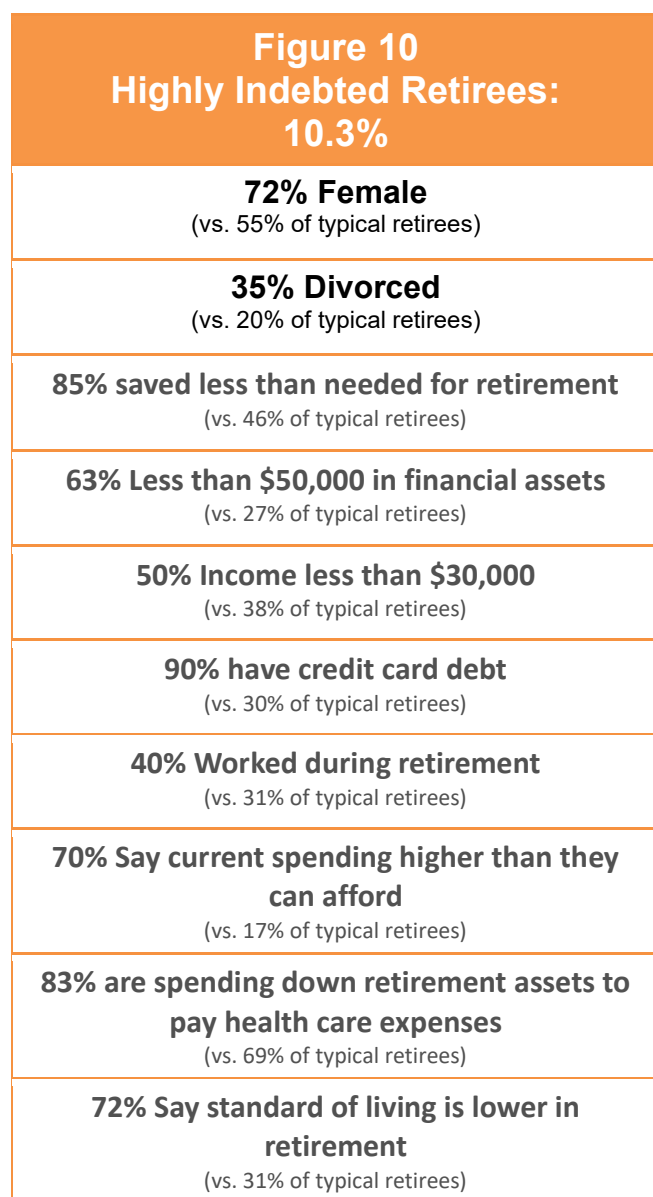 Figure 10
Highly Indebted Retirees:
10.3%
72% Female
(vs. 55% of typical retirees)
35% Divorced
(vs. 20% of typical retirees)
85% saved less than needed for retirement
(vs. 46% of typical retirees)
63% Less than $50,000 in financial assets
(vs. 27% of typical retirees)
50% Income less than $30,000
(vs. 38% of typical retirees)
90% have credit card debt
(vs. 30% of typical retirees)
40% Worked during retirement
(vs. 31% of typical retirees)
70% Say current spending higher than they
can afford
(vs. 17% of typical retirees)
83% are spending down retirement assets to
pay health care expenses
(vs. 69% of typical retirees)
72% Say standard of living is lower in
retirement
(vs. 31% of typical retirees)